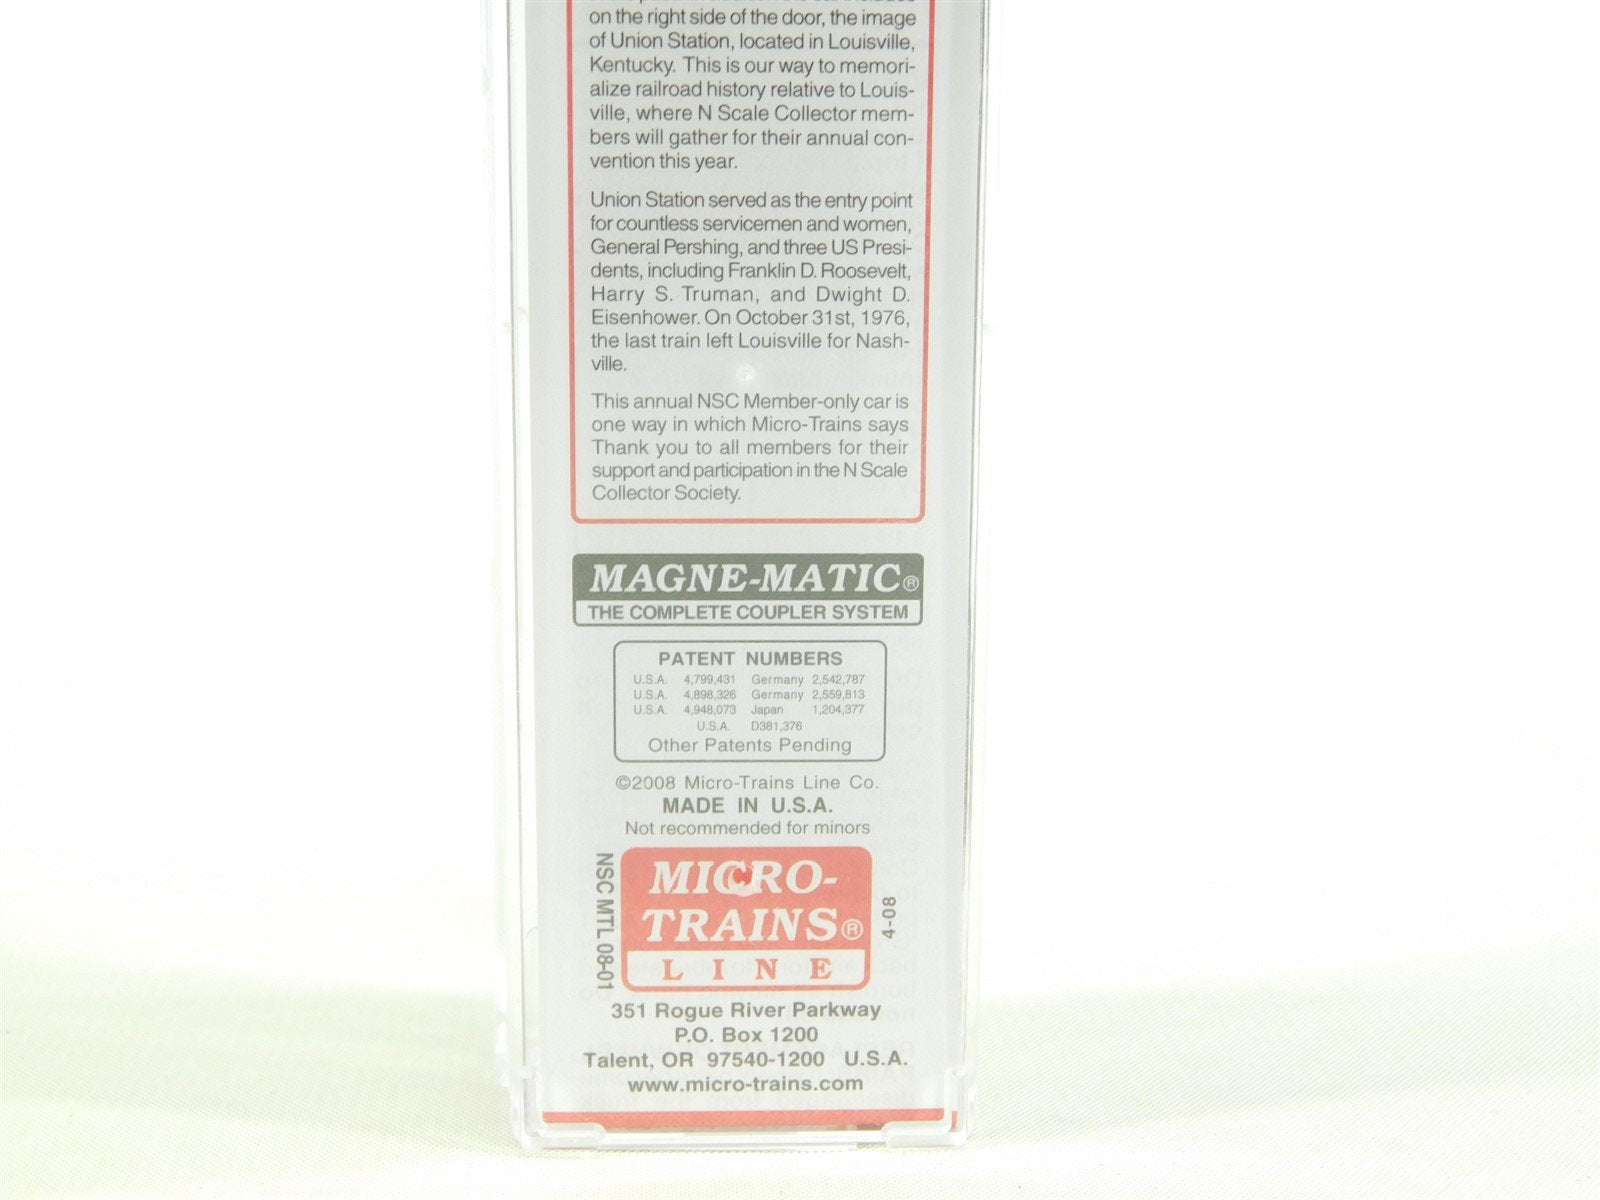 on the right side of the door, the image
of Union Station, located in Louisville,
Kentucky. This is our way to memori-
alize railroad history relative to Louis-
ville, where N Scale Collector mem-
bers will gather for their annual con-
vention this year.
Union Station served as the entry point
for countless servicemen and women,
General Pershing, and three US Presi-
dents, including Franklin D. Roosevelt,
Harry S. Truman, and Dwight D.
Eisenhower. On October 31st, 1976,
the last train left Louisville for Nash-
ville.
This annual NSC Member-only car is
one way in which Micro-Trains says
Thank you to all members for their
support and participation in the N Scale
Collector Society.
MAGNE-MATIC®
THE COMPLETE COUPLER SYSTEM
PATENT NUMBERS
U.S.A. 4,799,431 Germany 2,542,787
U.S.A. 4,898,326 Germany 2,559,813
U.S.A. 4,948,073 Japan 1,204,377
U.S.A. D381,376
Other Patents Pending
©2008 Micro-Trains Line Co.
MADE IN U.S.A.
Not recommended for minors
NSC MTL 08-01
MICRO-
TRAINS®
LINE
4-08
351 Rogue River Parkway
P.O. Box 1200
Talent, OR 97540-1200 U.S.A.
www.micro-trains.com